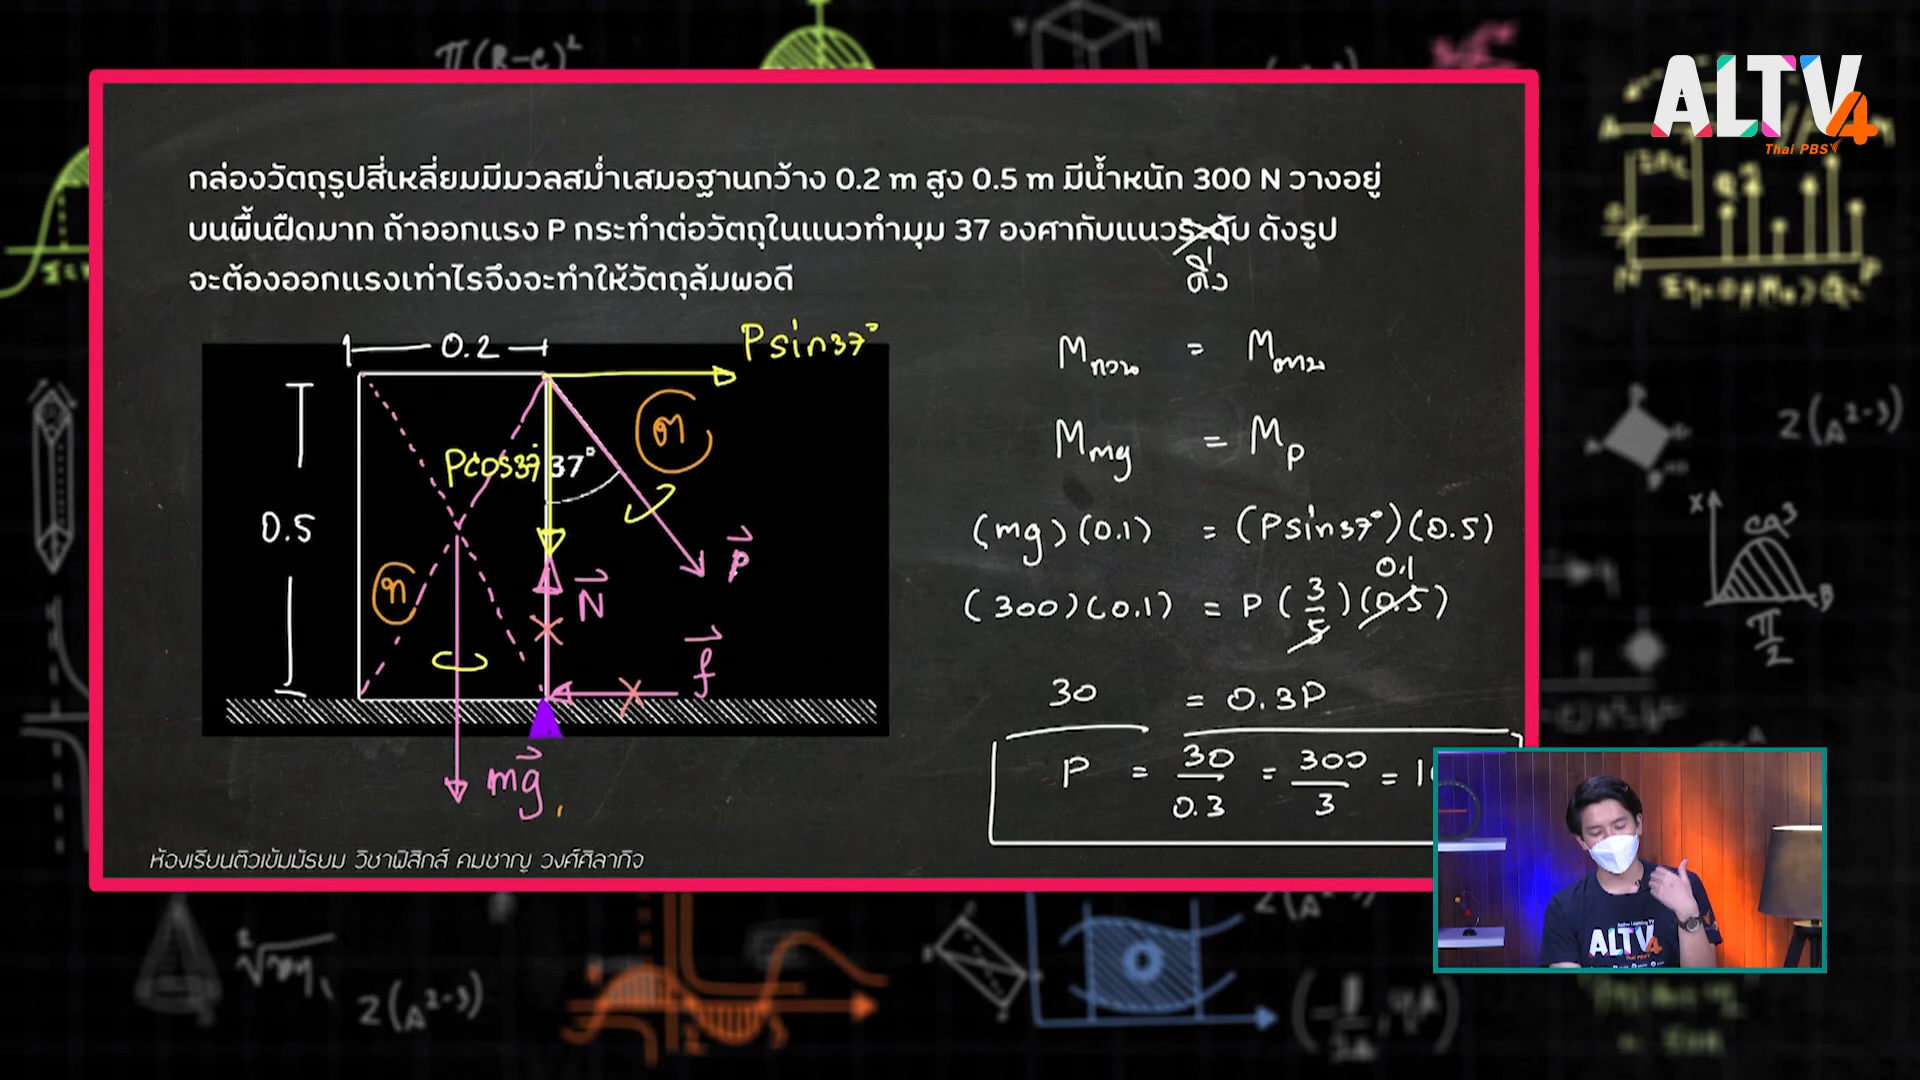 ALTV4
Thai PBS
กล่องวัตถุรูปสี่เหลี่ยมมีมวลสม่ำเสมอฐานกว้าง 0.2 m สูง 0.5 m มีน้ำหนัก 300 N วางอยู่
บนพื้นฝืดมาก ถ้าออกแรง P กระทำต่อวัตถุในแนวทำมุม 37 องศากับแนวระดับ ดังรูป
ดิ่ง
จะต้องออกแรงเท่าไรจึงจะทำให้วัตถุล้มพอดี
0.2
Psin37°
ต
Pcos37°
37°
0.5
P
ท
N
f
mg
M ทวน = M ตาม
Mmg = Mp
(mg)(0.1) = (Psin37°)(0.5)
0.1
(300)(0.1) = P(3/5)(0.5)
30 = 0.3P
P = 30/0.3 = 300/3 =
ห้องเรียนติวเข้มมัธยม วิชาฟิสิกส์ คมชาญ วงศ์ศิลากิจ
ALTV4